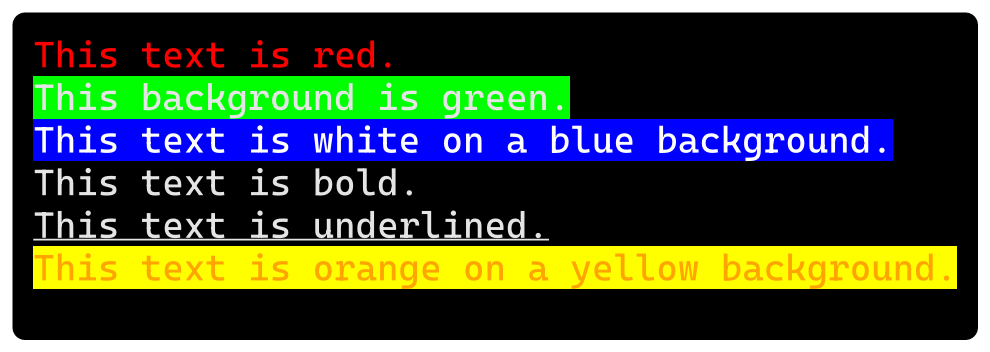 This text is red.
This background is green.
This text is white on a blue background.
This text is bold.
This text is underlined.
This text is orange on a yellow background.